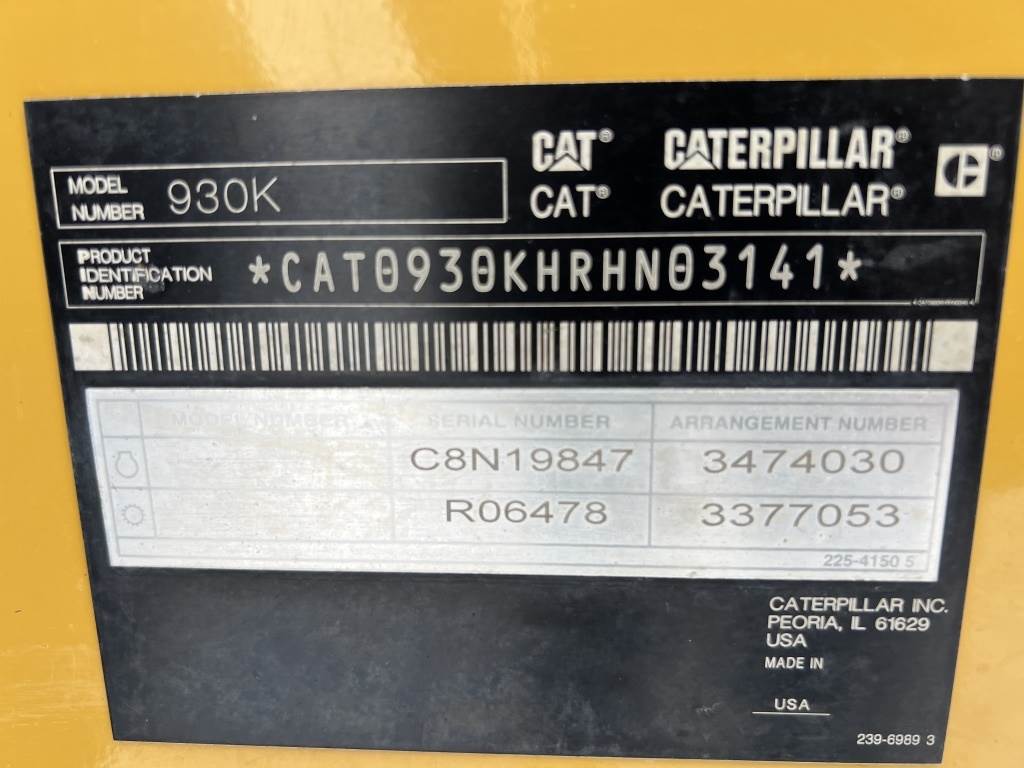 CAT® CATERPILLAR®
CAT® CATERPILLAR®
MODEL NUMBER 930K
PRODUCT IDENTIFICATION NUMBER *CAT0930KHRHN03141*
MODEL NUMBER SERIAL NUMBER ARRANGEMENT NUMBER
C8N19847 3474030
R06478 3377053
225-4150 5
CATERPILLAR INC.
PEORIA, IL 61629
USA
MADE IN
USA
239-6989 3